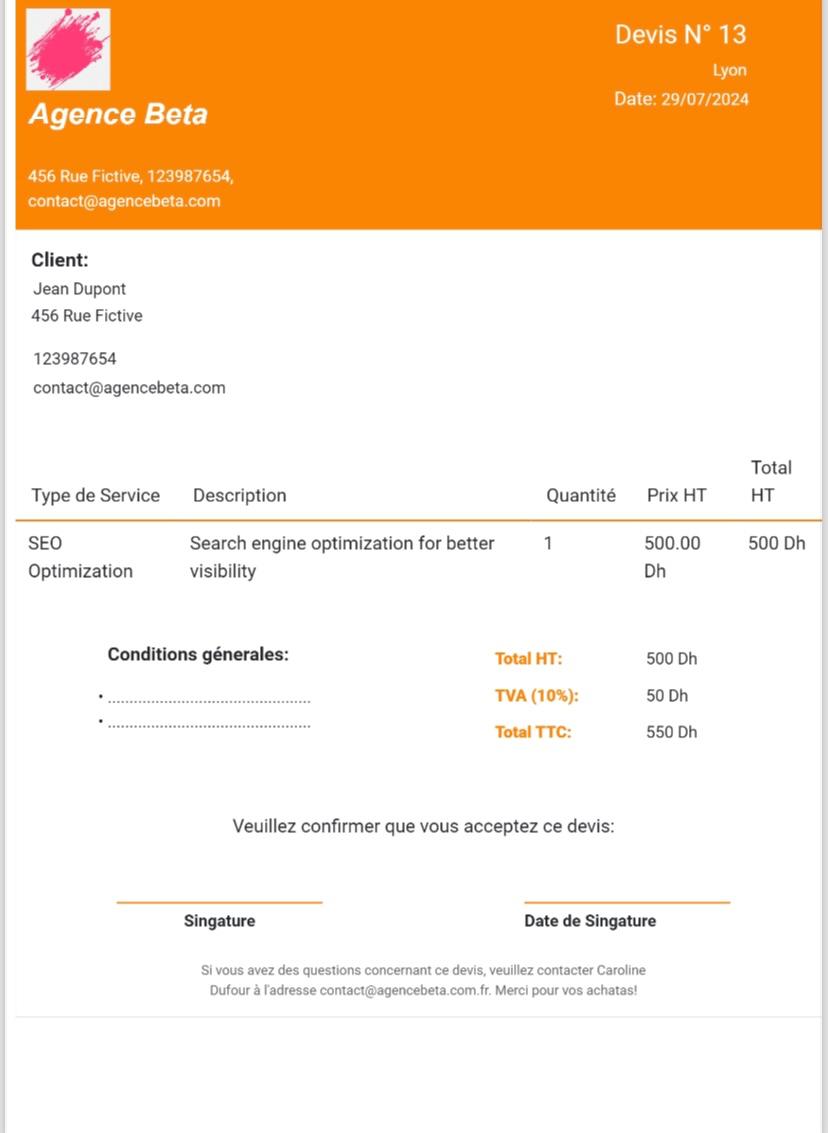 Agence Beta
456 Rue Fictive, 123987654,
contact@agencebeta.com
Devis N° 13
Lyon
Date: 29/07/2024
Client:
Jean Dupont
456 Rue Fictive
123987654
contact@agencebeta.com
Type de Service Description Quantité Prix HT Total HT
SEO Optimization Search engine optimization for better visibility 1 500.00 Dh 500 Dh
Conditions génerales:
• ................................................
• ................................................
Total HT: 500 Dh
TVA (10%): 50 Dh
Total TTC: 550 Dh
Veuillez confirmer que vous acceptez ce devis:
Singature
Date de Singature
Si vous avez des questions concernant ce devis, veuillez contacter Caroline
Dufour à l'adresse contact@agencebeta.com.fr. Merci pour vos achatas!